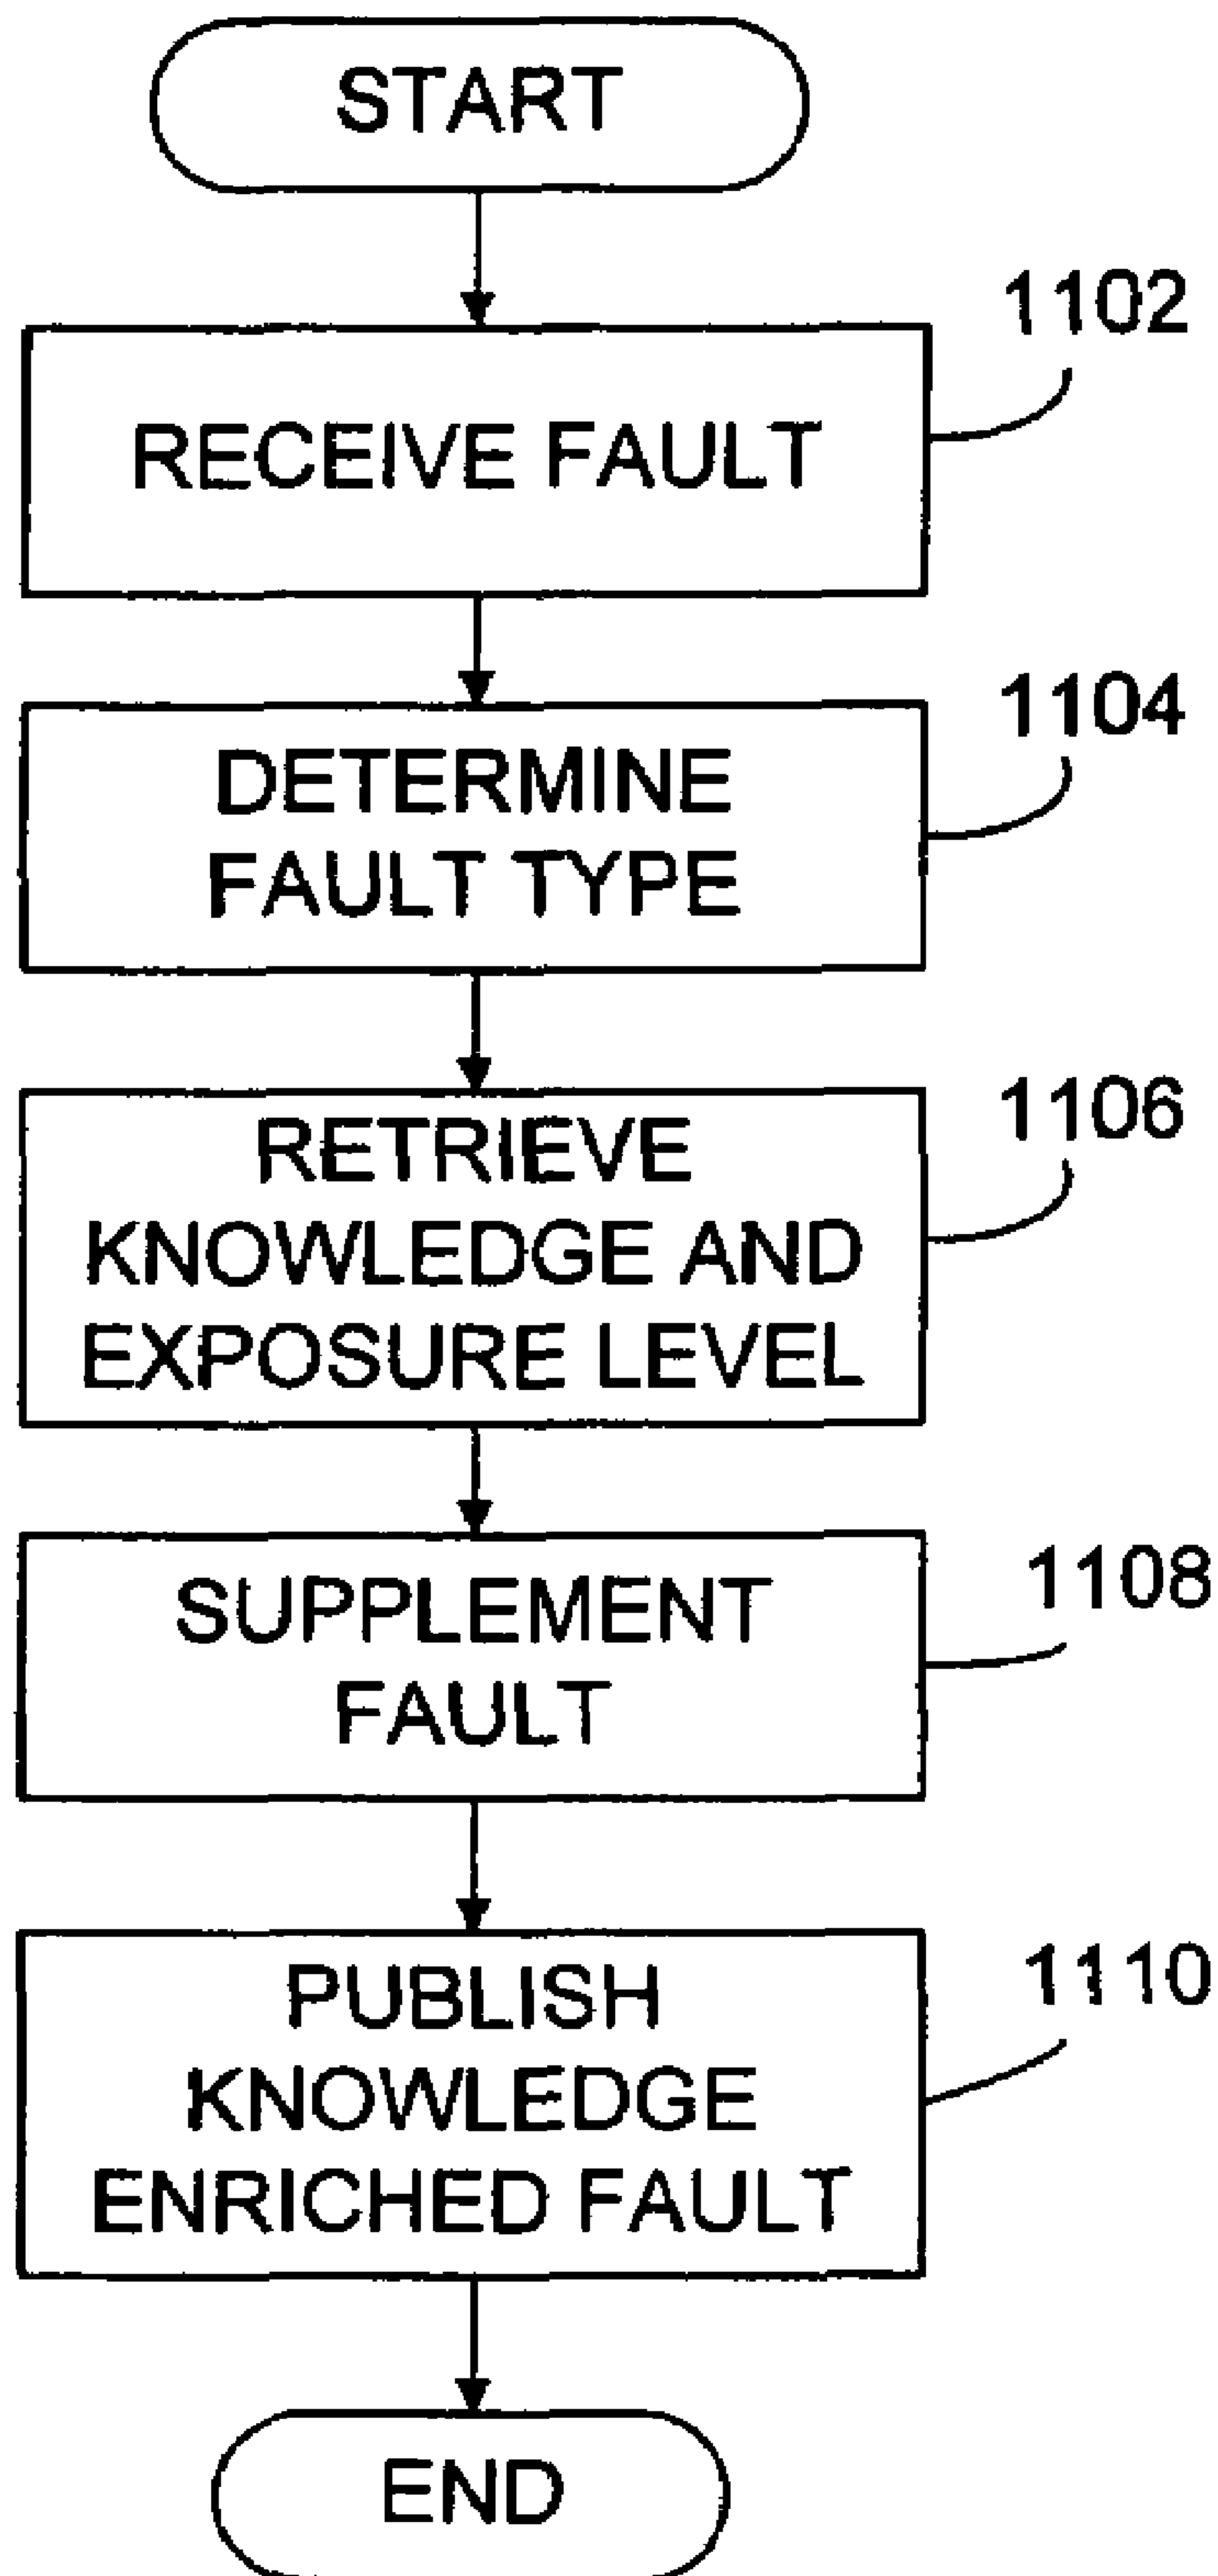 START
1102
RECEIVE FAULT
1104
DETERMINE
FAULT TYPE
1106
RETRIEVE
KNOWLEDGE AND
EXPOSURE LEVEL
1108
SUPPLEMENT
FAULT
1110
PUBLISH
KNOWLEDGE
ENRICHED FAULT
END